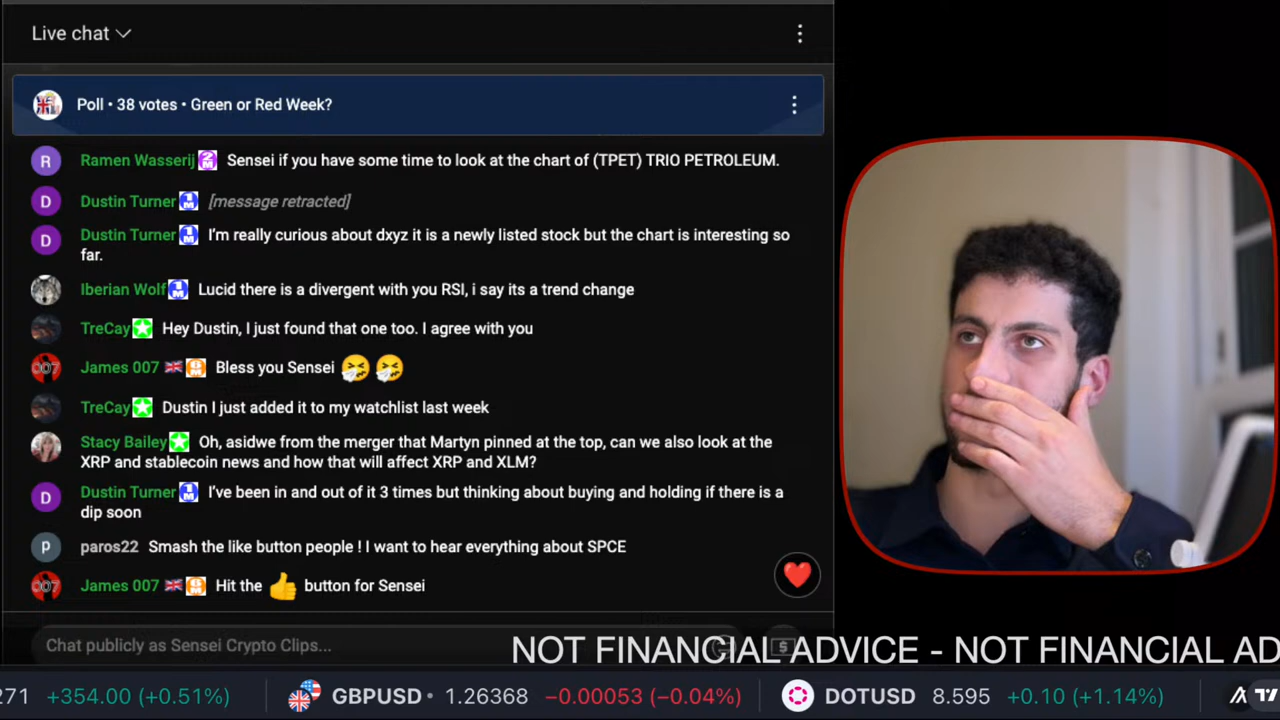 Live chat
Poll • 38 votes • Green or Red Week?
R Ramen Wasserij 2M Sensei if you have some time to look at the chart of (TPET) TRIO PETROLEUM.
D Dustin Turner 1M [message retracted]
D Dustin Turner 1M I'm really curious about dxyz it is a newly listed stock but the chart is interesting so
far.
Iberian Wolf 1M Lucid there is a divergent with you RSI, i say its a trend change
TreCay Hey Dustin, I just found that one too. I agree with you
007 James 007 🇬🇧 Bless you Sensei 🤧 🤧
TreCay Dustin I just added it to my watchlist last week
Stacy Bailey Oh, asidwe from the merger that Martyn pinned at the top, can we also look at the
XRP and stablecoin news and how that will affect XRP and XLM?
D Dustin Turner 1M I've been in and out of it 3 times but thinking about buying and holding if there is a
dip soon
p paros22 Smash the like button people ! I want to hear everything about SPCE
007 James 007 🇬🇧 Hit the 👍 button for Sensei
Chat publicly as Sensei Crypto Clips...
$
NOT FINANCIAL ADVICE - NOT FINANCIAL AD
271 +354.00 (+0.51%) GBPUSD • 1.26368 −0.00053 (−0.04%) DOTUSD 8.595 +0.10 (+1.14%)